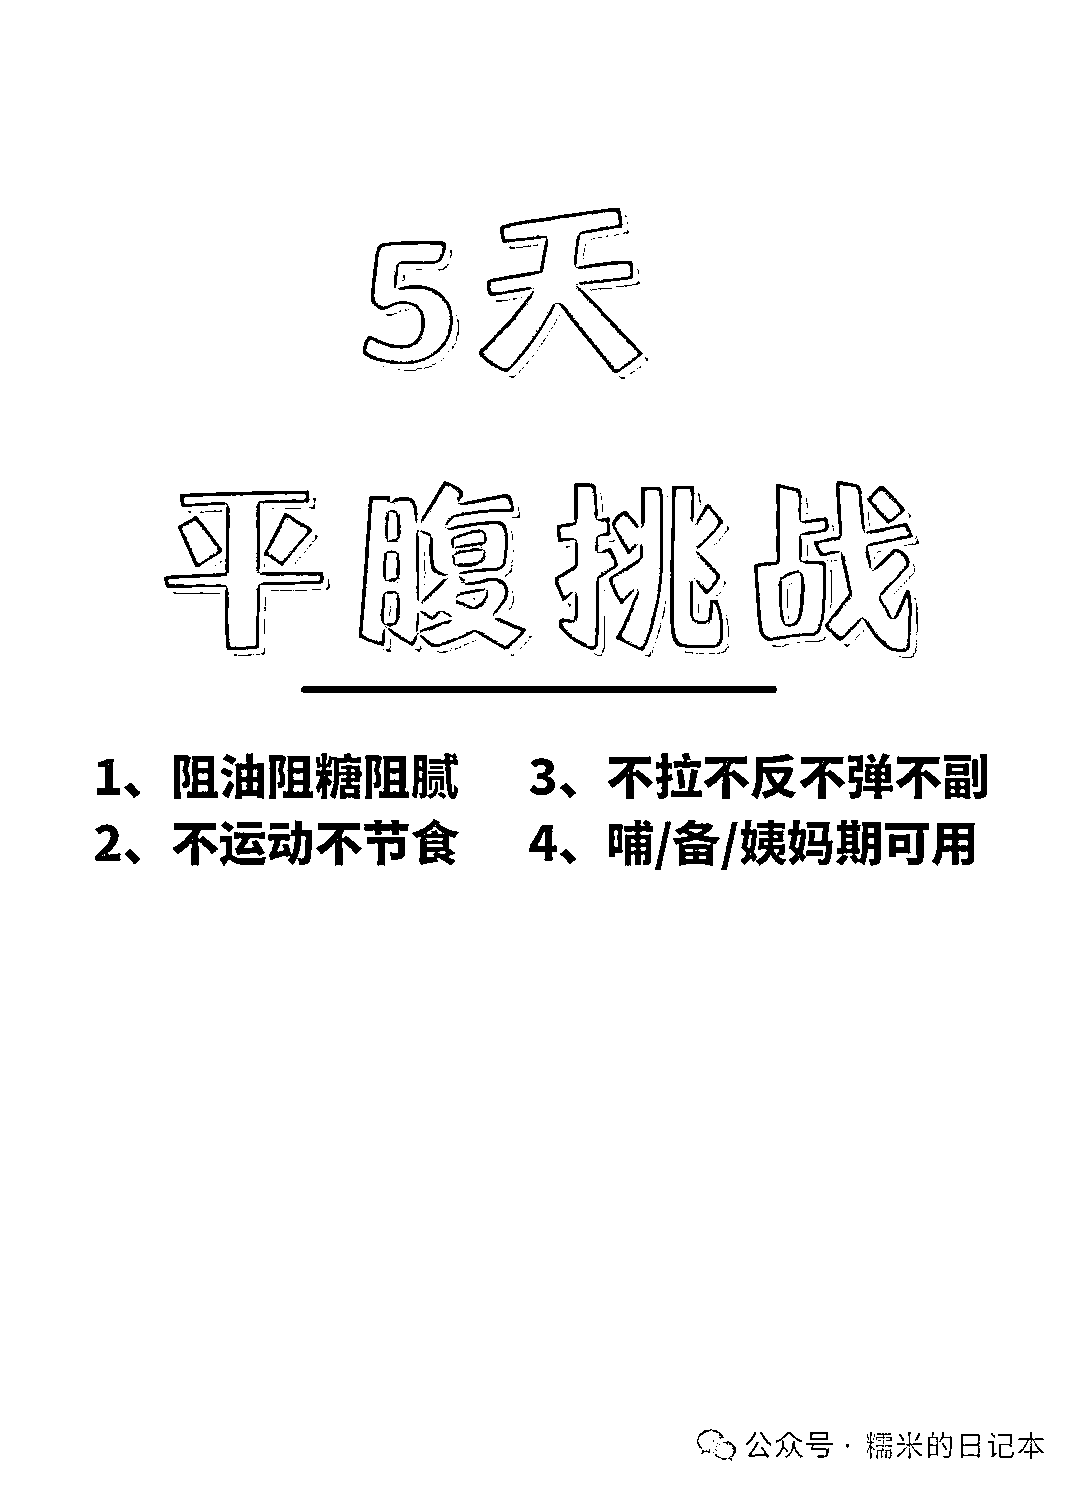 5天
平腹挑战
1、阻油阻糖阻腻
2、不运动不节食
3、不拉不反不弹不副
4、哺/备/姨妈期可用
公众号·糯米的日记本